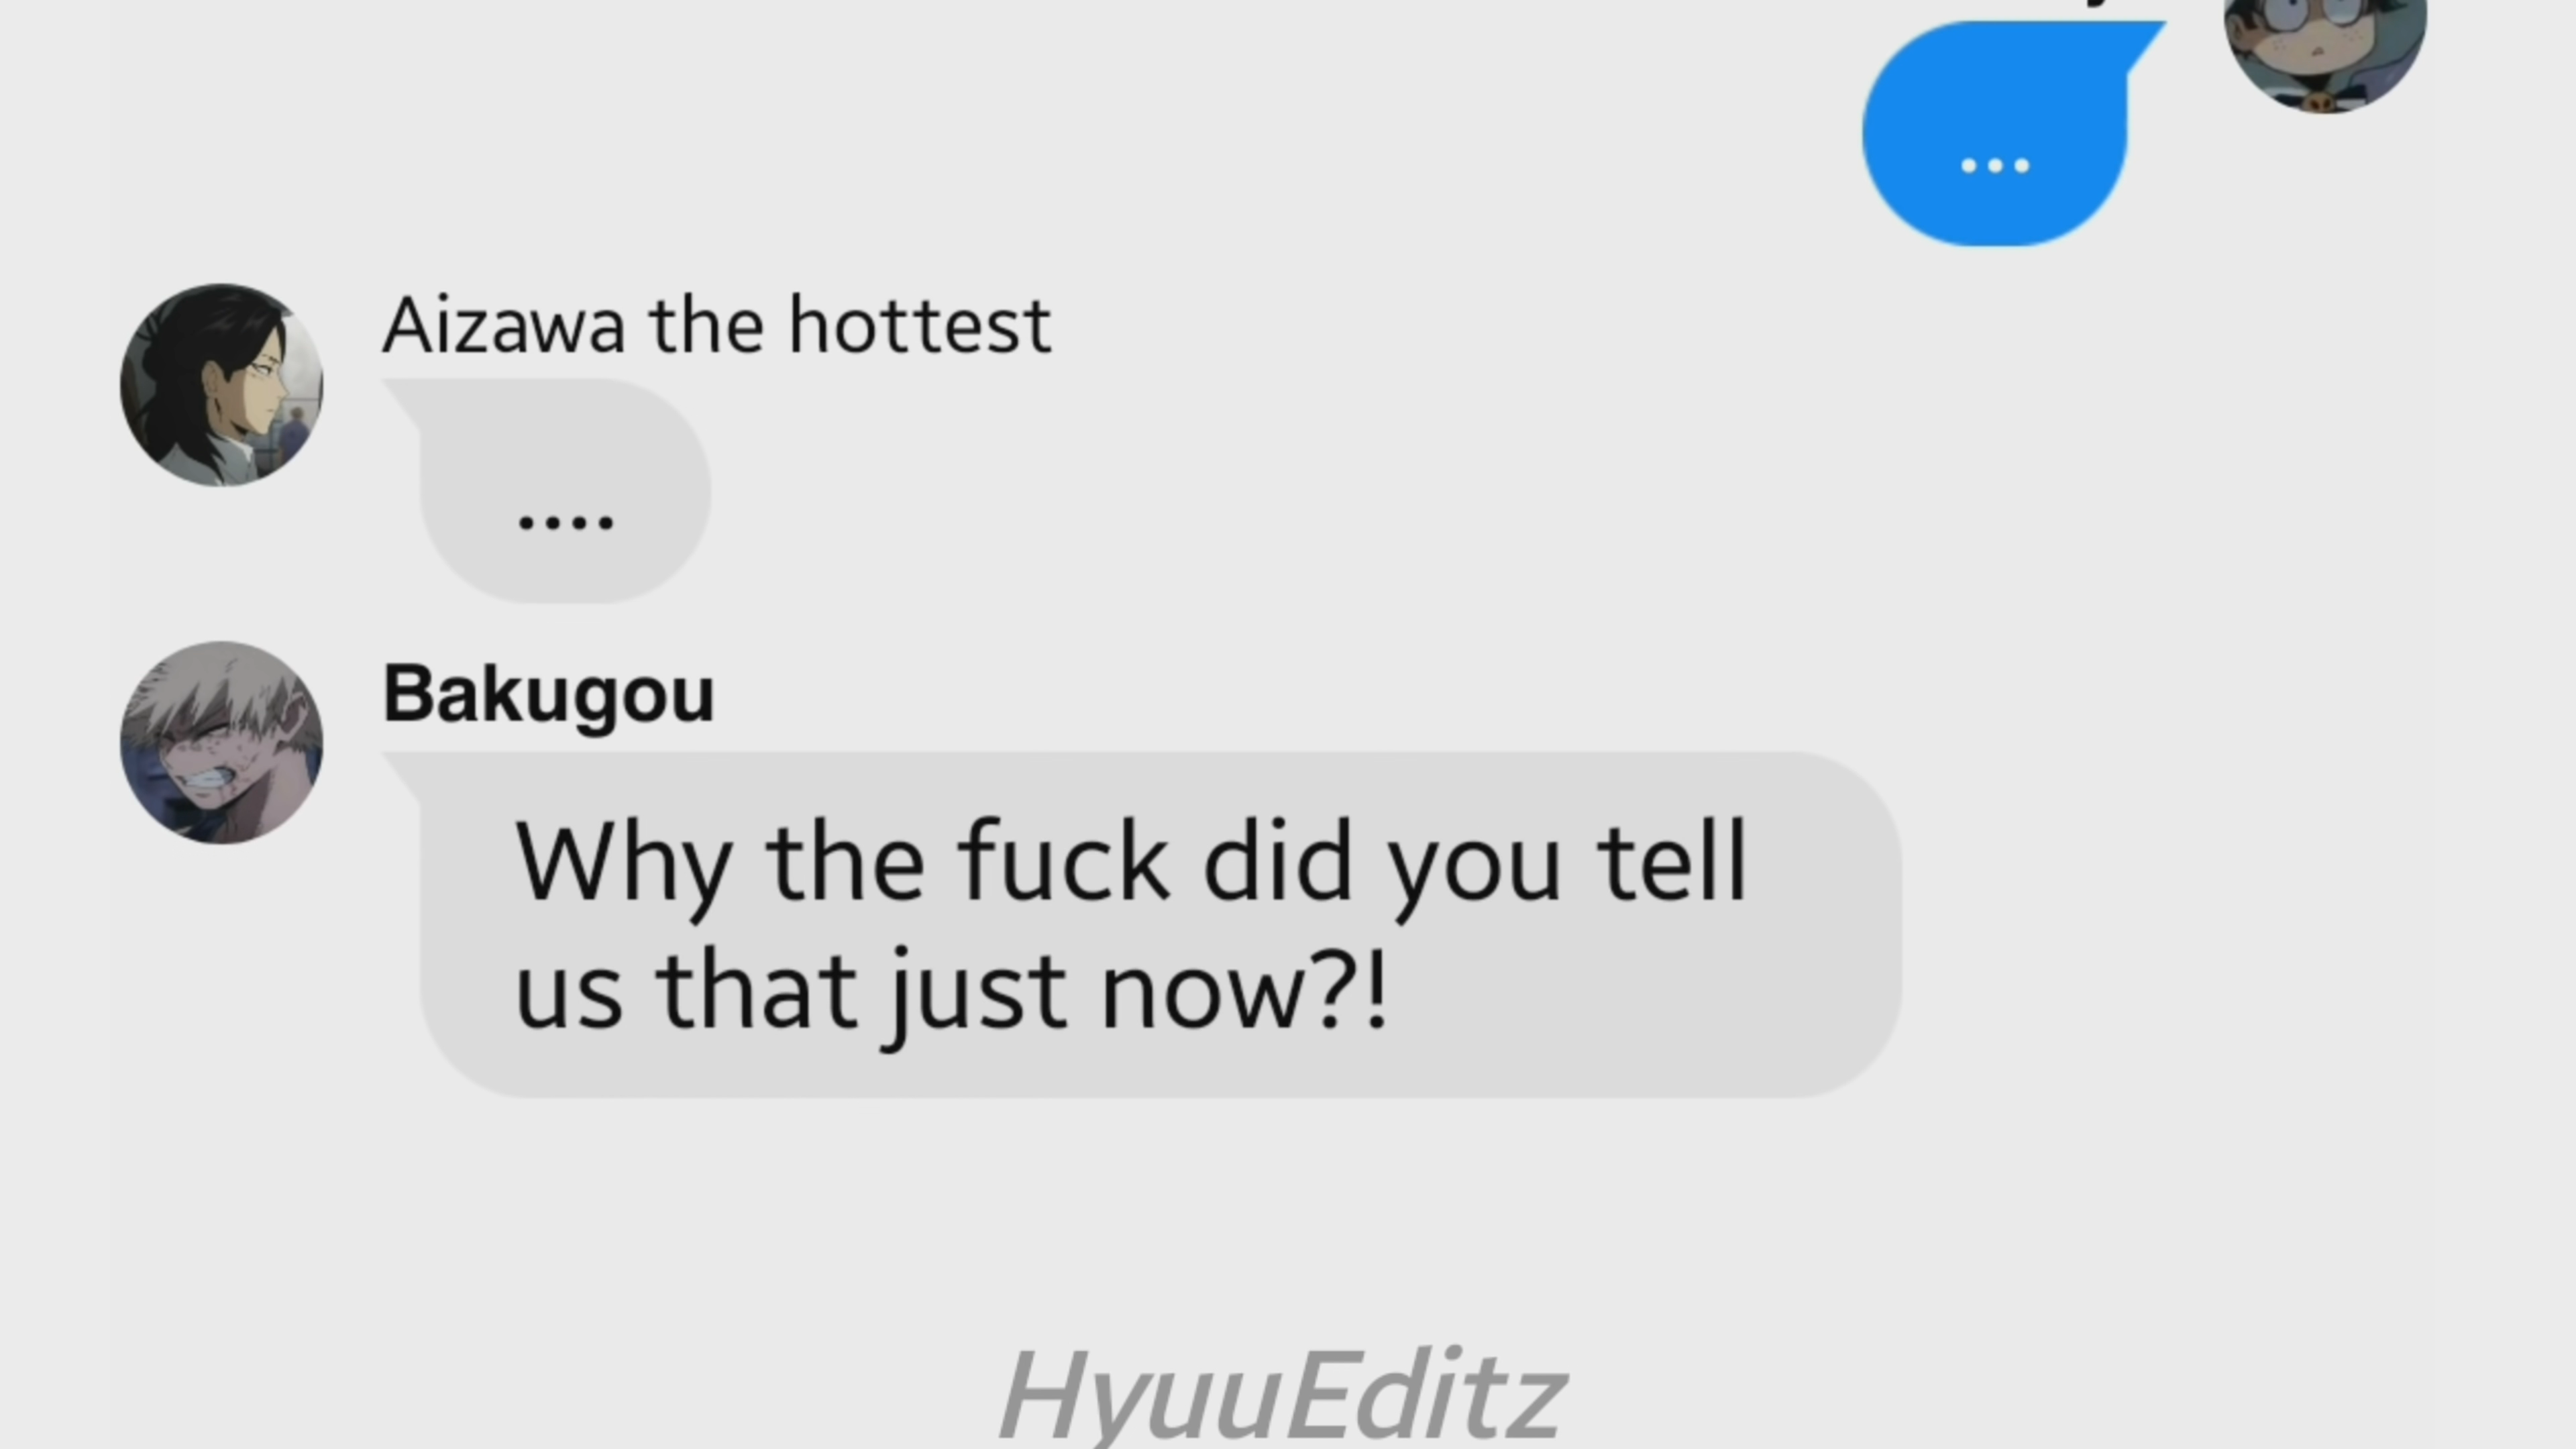 ...
Aizawa the hottest
....
Bakugou
Why the fuck did you tell
us that just now?!
HyuuEditz